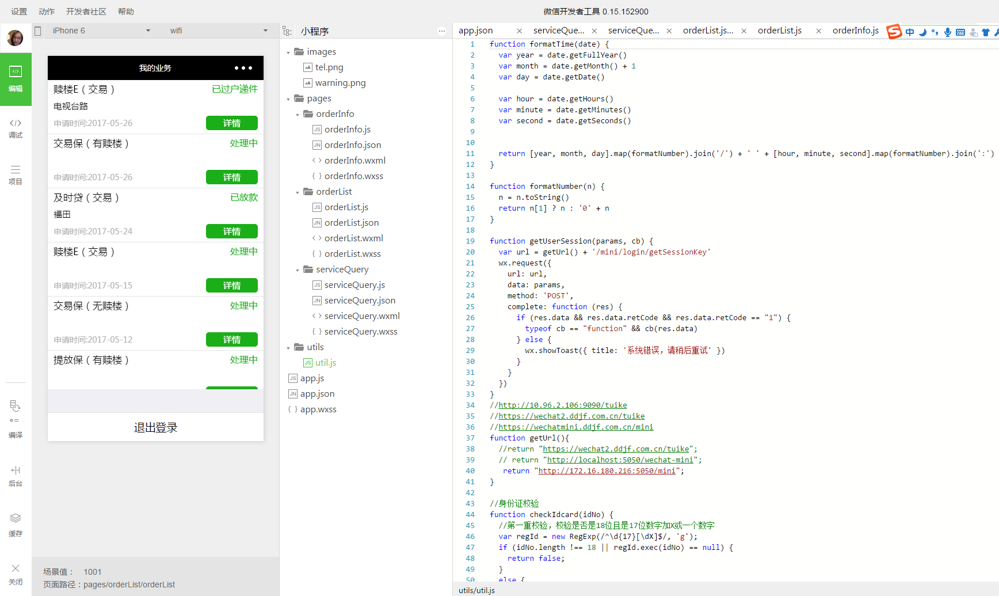 设置 动作 开发者社区 帮助
微信开发者工具 0.15.152900
编辑
调试
项目
编译
后台
缓存
关闭
iPhone 6 wifi
我的业务
赎楼E（交易） 已过户递件
电视台路
申请时间:2017-05-26 详情
交易保（有赎楼） 处理中
申请时间:2017-05-26 详情
及时贷（交易） 已放款
福田
申请时间:2017-05-24 详情
赎楼E（交易） 处理中
申请时间:2017-05-15 详情
交易保（无赎楼） 处理中
申请时间:2017-05-12 详情
提放保（有赎楼） 处理中
退出登录
场景值： 1001
页面路径：pages/orderList/orderList
小程序
images
tel.png
warning.png
pages
orderInfo
JS orderInfo.js
JN orderInfo.json
<> orderInfo.wxml
{ } orderInfo.wxss
orderList
JS orderList.js
JN orderList.json
<> orderList.wxml
{ } orderList.wxss
serviceQuery
JS serviceQuery.js
JN serviceQuery.json
<> serviceQuery.wxml
{ } serviceQuery.wxss
utils
JS util.js
JS app.js
JN app.json
{ } app.wxss
app.json × serviceQue... × serviceQue... × orderList.js... × orderList.js × orderInfo.js S 中
1 function formatTime(date) {
2 var year = date.getFullYear()
3 var month = date.getMonth() + 1
4 var day = date.getDate()
5
6 var hour = date.getHours()
7 var minute = date.getMinutes()
8 var second = date.getSeconds()
9
10
11 return [year, month, day].map(formatNumber).join('/') + ' ' + [hour, minute, second].map(formatNumber).join(':')
12 }
13
14 function formatNumber(n) {
15 n = n.toString()
16 return n[1] ? n : '0' + n
17 }
18
19 function getUserSession(params, cb) {
20 var url = getUrl() + '/mini/login/getSessionKey'
21 wx.request({
22 url: url,
23 data: params,
24 method: 'POST',
25 complete: function (res) {
26 if (res.data && res.data.retCode && res.data.retCode == "1") {
27 typeof cb == "function" && cb(res.data)
28 } else {
29 wx.showToast({ title: '系统错误，请稍后重试' })
30 }
31 }
32 })
33 }
34 //http://10.96.2.106:9090/tuike
35 //https://wechat2.ddjf.com.cn/tuike
36 //https://wechatmini.ddjf.com.cn/mini
37 function getUrl(){
38 //return "https://wechat2.ddjf.com.cn/tuike";
39 // return "http://localhost:5050/wechat-mini";
40 return "http://172.16.180.216:5050/mini";
41 }
42
43 //身份证校验
44 function checkIdcard(idNo) {
45 //第一重校验，校验是否是18位且是17位数字加X或一个数字
46 var regId = new RegExp(/^\d{17}[\dX]$/, 'g');
47 if (idNo.length !== 18 || regId.exec(idNo) == null) {
48 return false;
49 }
50 else {
utils/util.js